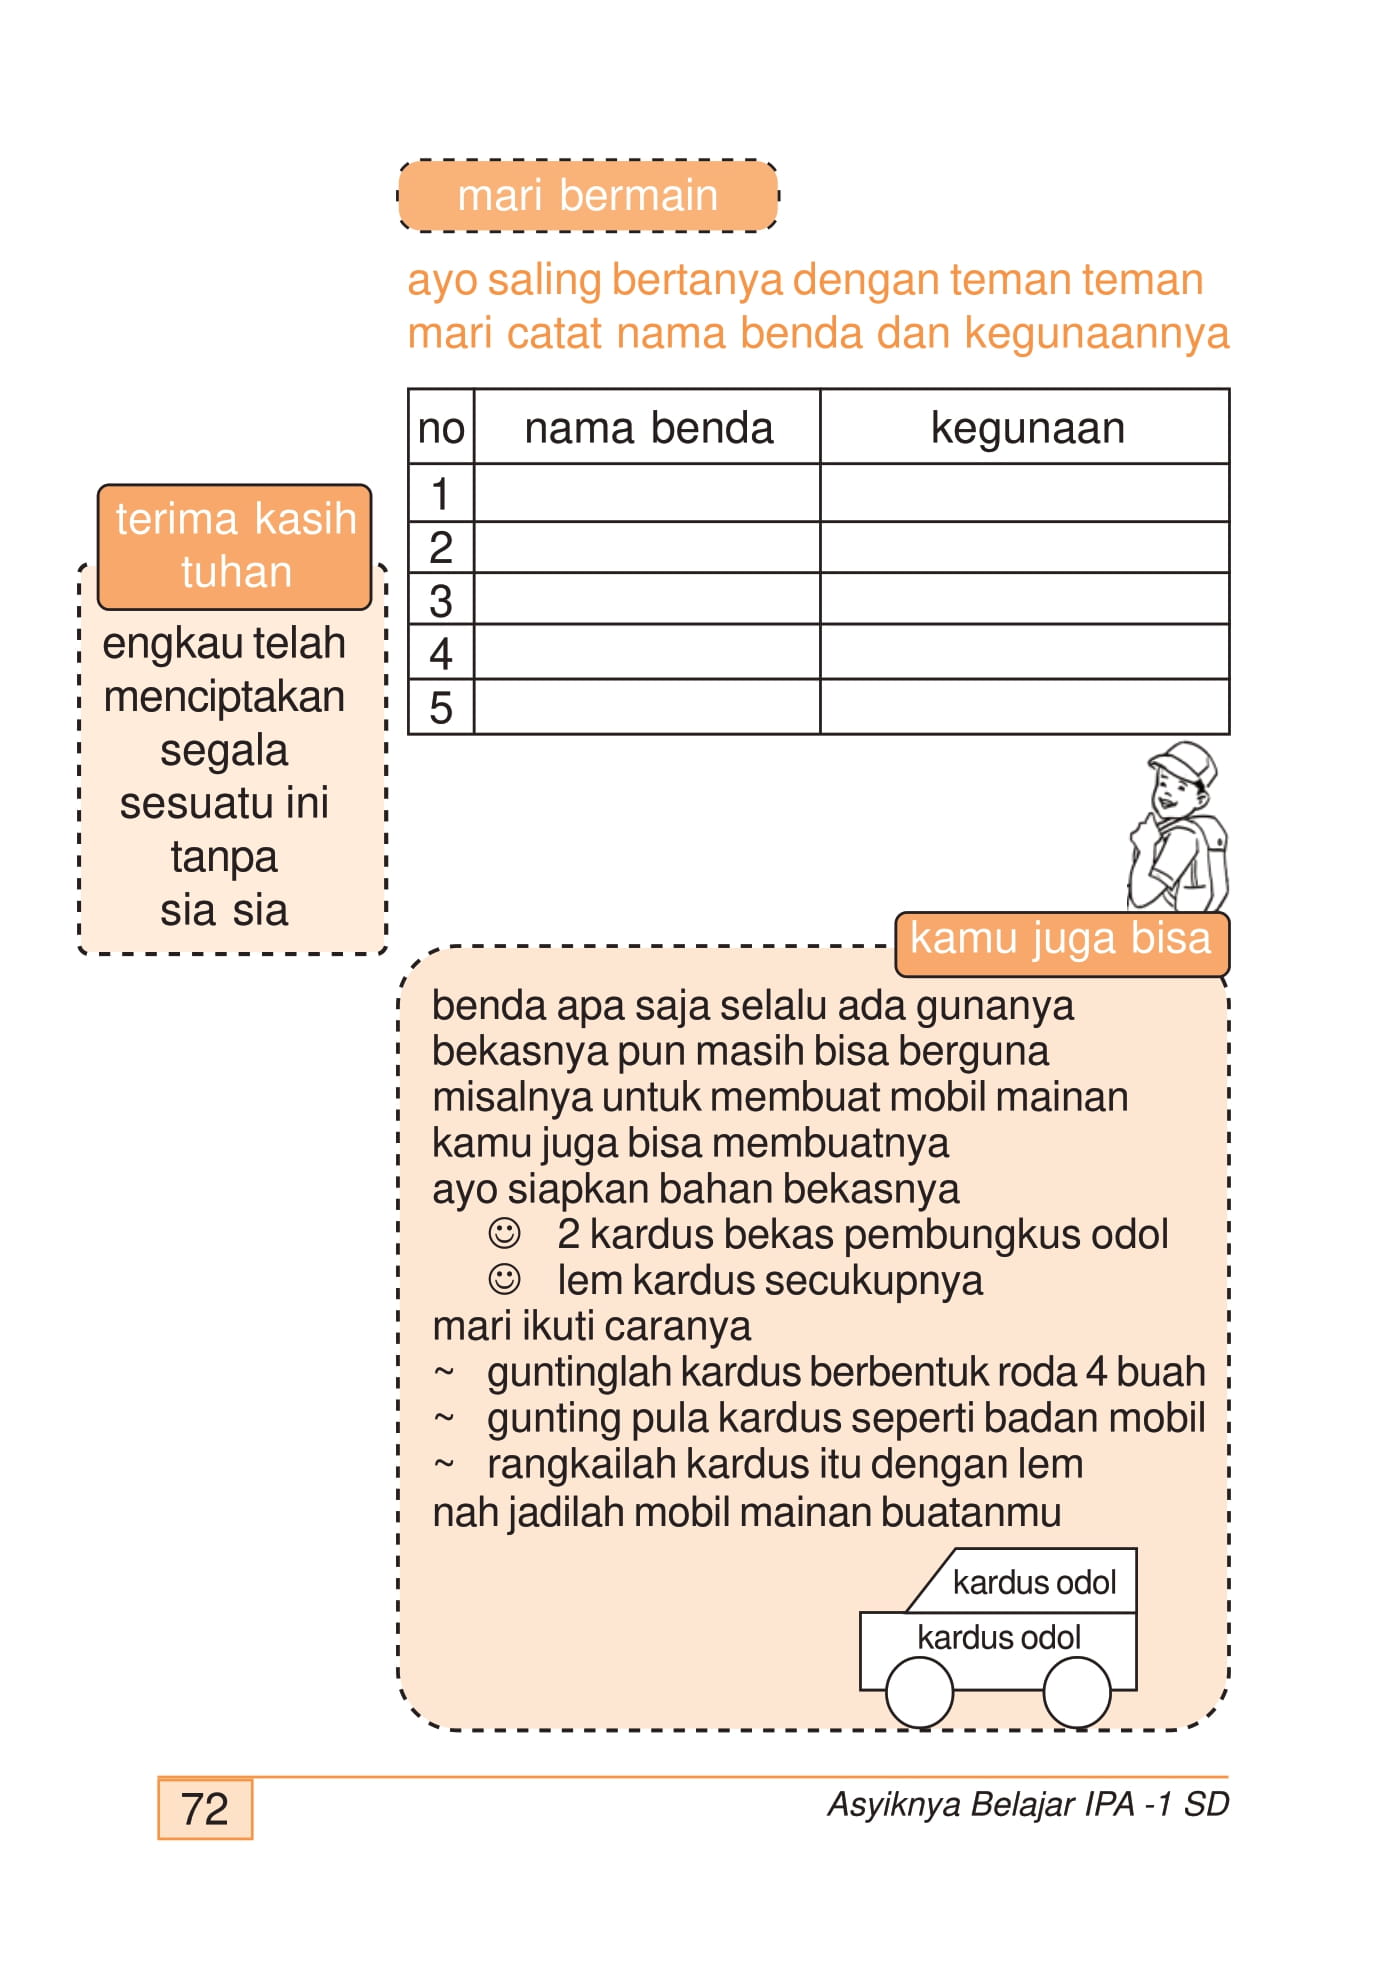 mari bermain
ayo saling bertanya dengan teman teman
mari catat nama benda dan kegunaannya
no nama benda kegunaan
1
2
3
4
5
terima kasih
tuhan
engkau telah
menciptakan
segala
sesuatu ini
tanpa
sia sia
kamu juga bisa
benda apa saja selalu ada gunanya
bekasnya pun masih bisa berguna
misalnya untuk membuat mobil mainan
kamu juga bisa membuatnya
ayo siapkan bahan bekasnya
☺ 2 kardus bekas pembungkus odol
☺ lem kardus secukupnya
mari ikuti caranya
~ guntinglah kardus berbentuk roda 4 buah
~ gunting pula kardus seperti badan mobil
~ rangkailah kardus itu dengan lem
nah jadilah mobil mainan buatanmu
kardus odol
kardus odol
72
Asyiknya Belajar IPA -1 SD